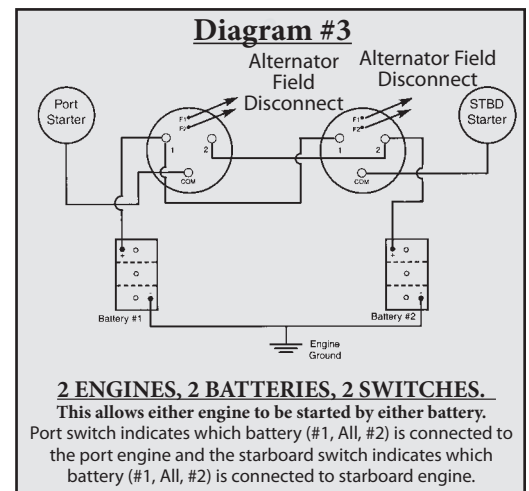 Diagram #3
Alternator
Field
Disconnect
Alternator Field
Disconnect
Port
Starter
STBD
Starter
F1
F2
1
2
COM
F1
F2
1
2
COM
+
-
Battery #1
+
-
Battery #2
Engine
Ground
2 ENGINES, 2 BATTERIES, 2 SWITCHES.
This allows either engine to be started by either battery.
Port switch indicates which battery (#1, All, #2) is connected to
the port engine and the starboard switch indicates which
battery (#1, All, #2) is connected to starboard engine.